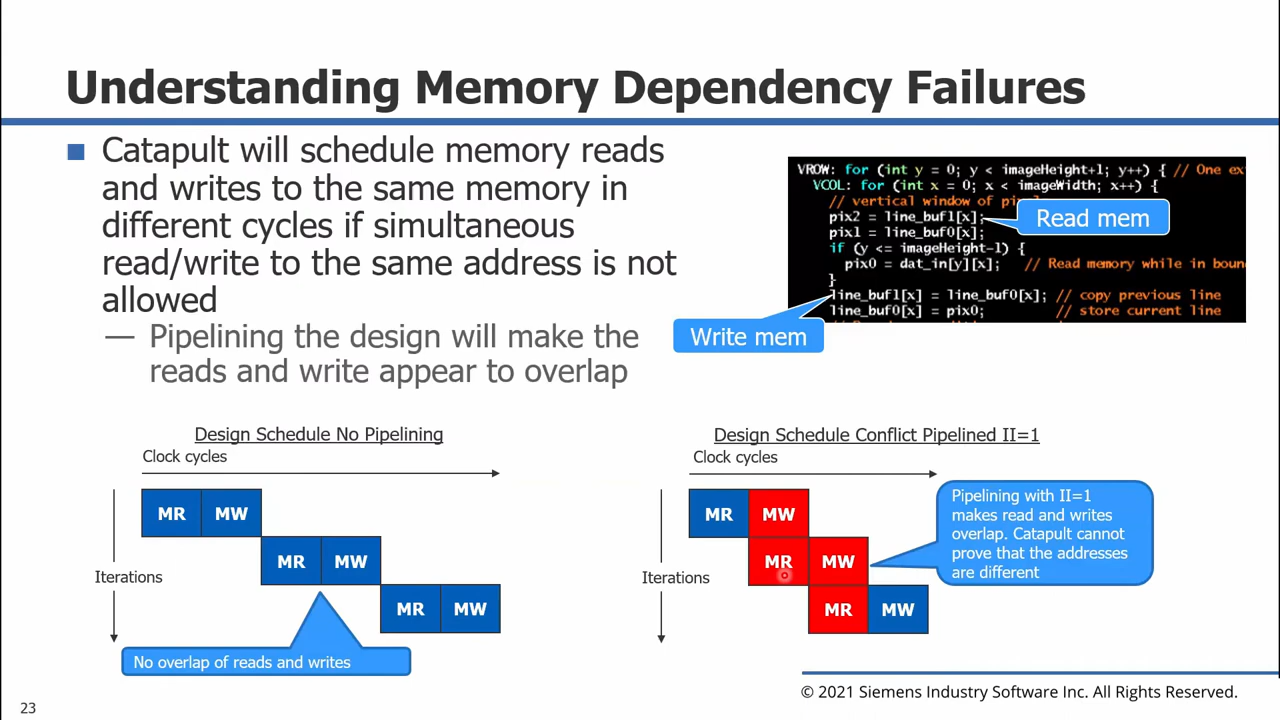 Understanding Memory Dependency Failures
Catapult will schedule memory reads
and writes to the same memory in
different cycles if simultaneous
read/write to the same address is not
allowed
— Pipelining the design will make the
reads and write appear to overlap
VROW: for (int y = 0; y < imageHeight+1; y++) { // One ex
VCOL: for (int x = 0; x < imageWidth; x++) {
// vertical window of pix
pix2 = line_buf1[x];
pix1 = line_buf0[x];
if (y <= imageHeight-1) {
pix0 = dat_in[y][x]; // Read memory while in boun
}
line_buf1[x] = line_buf0[x]; // copy previous line
line_buf0[x] = pix0; // store current line
Read mem
Write mem
Design Schedule No Pipelining
Clock cycles
MR MW
MR MW
Iterations
MR MW
No overlap of reads and writes
Design Schedule Conflict Pipelined II=1
Clock cycles
MR MW
MR MW
Iterations
MR MW
Pipelining with II=1
makes read and writes
overlap. Catapult cannot
prove that the addresses
are different
© 2021 Siemens Industry Software Inc. All Rights Reserved.
23